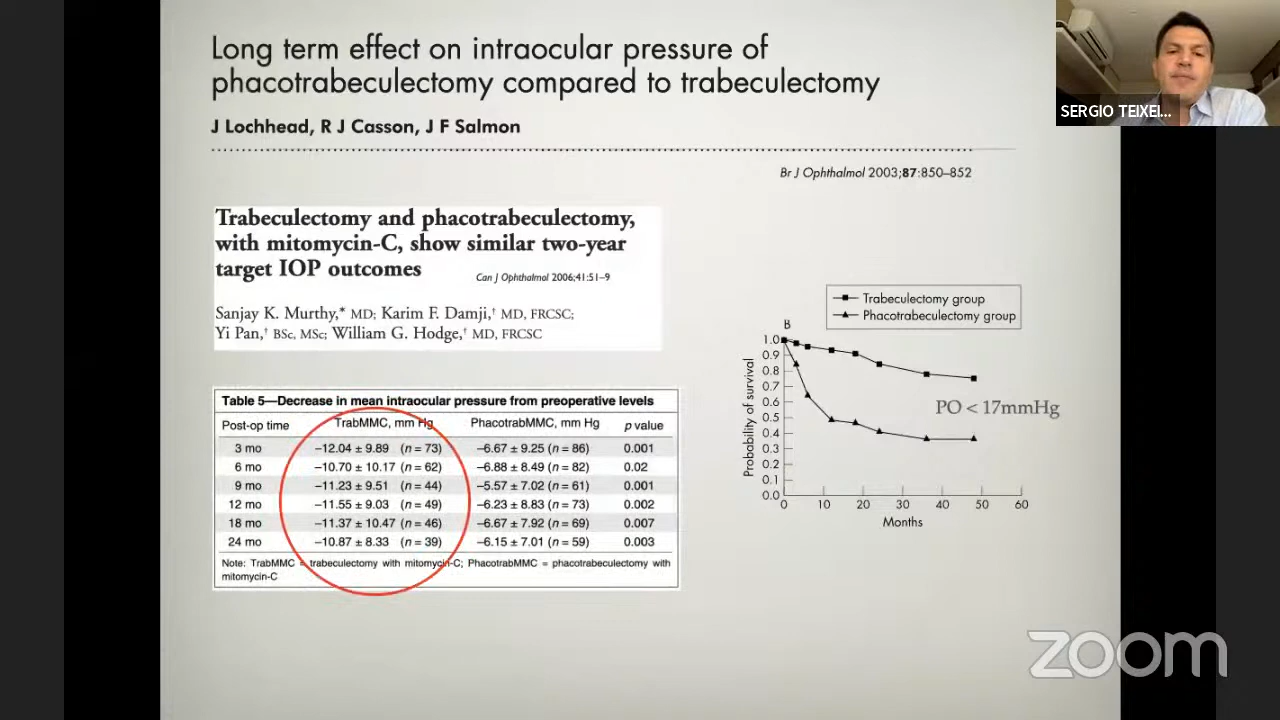 Long term effect on intraocular pressure of
phacotrabeculectomy compared to trabeculectomy
J Lochhead, R J Casson, J F Salmon
Br J Ophthalmol 2003;87:850–852
SERGIO TEIXEI...
Trabeculectomy and phacotrabeculectomy,
with mitomycin-C, show similar two-year
target IOP outcomes
Can J Ophthalmol 2006;41:51–9
Sanjay K. Murthy,* MD; Karim F. Damji,† MD, FRCSC;
Yi Pan,† BSc, MSc; William G. Hodge,† MD, FRCSC
Table 5—Decrease in mean intraocular pressure from preoperative levels
Post-op time TrabMMC, mm Hg PhacotrabMMC, mm Hg p value
3 mo –12.04 ± 9.89 (n = 73) –6.67 ± 9.25 (n = 86) 0.001
6 mo –10.70 ± 10.17 (n = 62) –6.88 ± 8.49 (n = 82) 0.02
9 mo –11.23 ± 9.51 (n = 44) –5.57 ± 7.02 (n = 61) 0.001
12 mo –11.55 ± 9.03 (n = 49) –6.23 ± 8.83 (n = 73) 0.002
18 mo –11.37 ± 10.47 (n = 46) –6.67 ± 7.92 (n = 69) 0.007
24 mo –10.87 ± 8.33 (n = 39) –6.15 ± 7.01 (n = 59) 0.003
Note: TrabMMC = trabeculectomy with mitomycin-C; PhacotrabMMC = phacotrabeculectomy with
mitomycin-C
Trabeculectomy group
Phacotrabeculectomy group
B
Probability of survival
1.0
0.9
0.8
0.7
0.6
0.5
0.4
0.3
0.2
0.1
0.0
PO < 17mmHg
0 10 20 30 40 50 60
Months
zoom